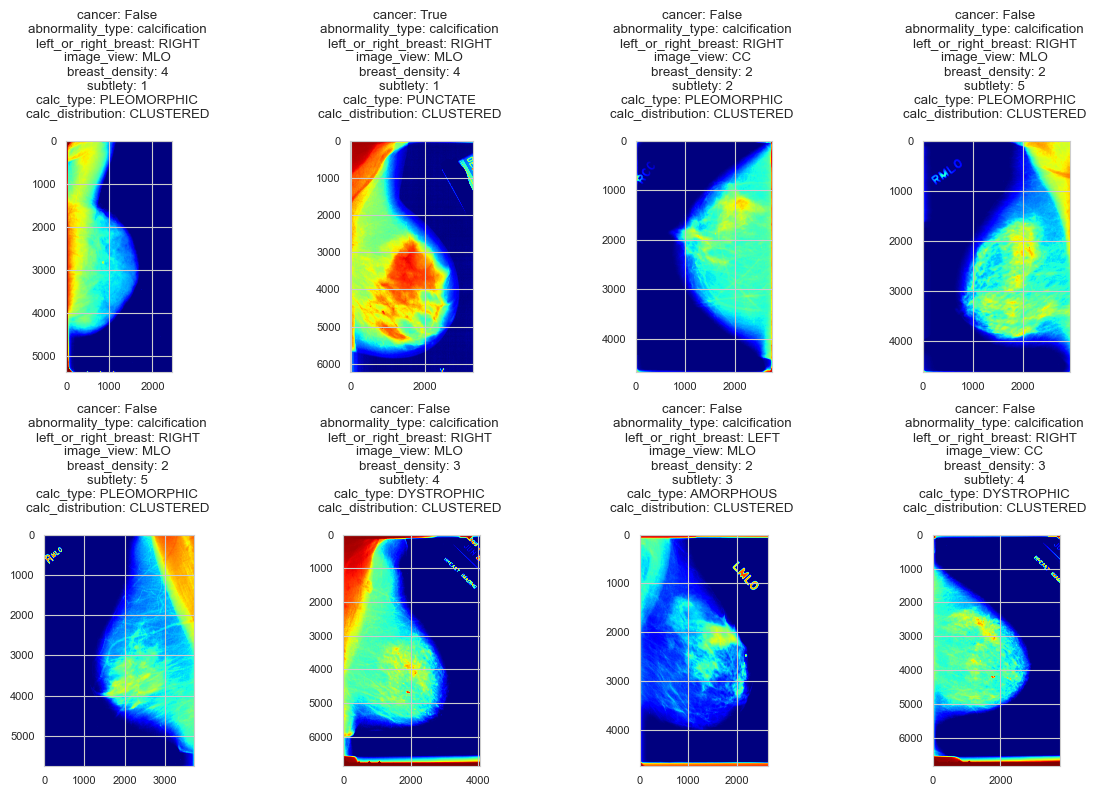 cancer: False
abnormality_type: calcification
left_or_right_breast: RIGHT
image_view: MLO
breast_density: 4
subtlety: 1
calc_type: PLEOMORPHIC
calc_distribution: CLUSTERED
0
1000
2000
3000
4000
5000
0
1000
2000
cancer: True
abnormality_type: calcification
left_or_right_breast: RIGHT
image_view: MLO
breast_density: 4
subtlety: 1
calc_type: PUNCTATE
calc_distribution: CLUSTERED
0
1000
2000
3000
4000
5000
6000
0
2000
cancer: False
abnormality_type: calcification
left_or_right_breast: RIGHT
image_view: CC
breast_density: 2
subtlety: 2
calc_type: PLEOMORPHIC
calc_distribution: CLUSTERED
0
1000
2000
3000
4000
RCC
0
1000
2000
cancer: False
abnormality_type: calcification
left_or_right_breast: RIGHT
image_view: MLO
breast_density: 2
subtlety: 5
calc_type: PLEOMORPHIC
calc_distribution: CLUSTERED
0
1000
2000
3000
4000
RMLO
0
1000
2000
cancer: False
abnormality_type: calcification
left_or_right_breast: RIGHT
image_view: MLO
breast_density: 2
subtlety: 5
calc_type: PLEOMORPHIC
calc_distribution: CLUSTERED
0
1000
2000
3000
4000
5000
RMLO
0
1000
2000
3000
cancer: False
abnormality_type: calcification
left_or_right_breast: RIGHT
image_view: MLO
breast_density: 3
subtlety: 4
calc_type: DYSTROPHIC
calc_distribution: CLUSTERED
0
1000
2000
3000
4000
5000
6000
0
2000
4000
cancer: False
abnormality_type: calcification
left_or_right_breast: LEFT
image_view: MLO
breast_density: 2
subtlety: 3
calc_type: AMORPHOUS
calc_distribution: CLUSTERED
0
1000
2000
3000
4000
LMLO
0
1000
2000
cancer: False
abnormality_type: calcification
left_or_right_breast: RIGHT
image_view: CC
breast_density: 3
subtlety: 4
calc_type: DYSTROPHIC
calc_distribution: CLUSTERED
0
1000
2000
3000
4000
5000
6000
0
2000